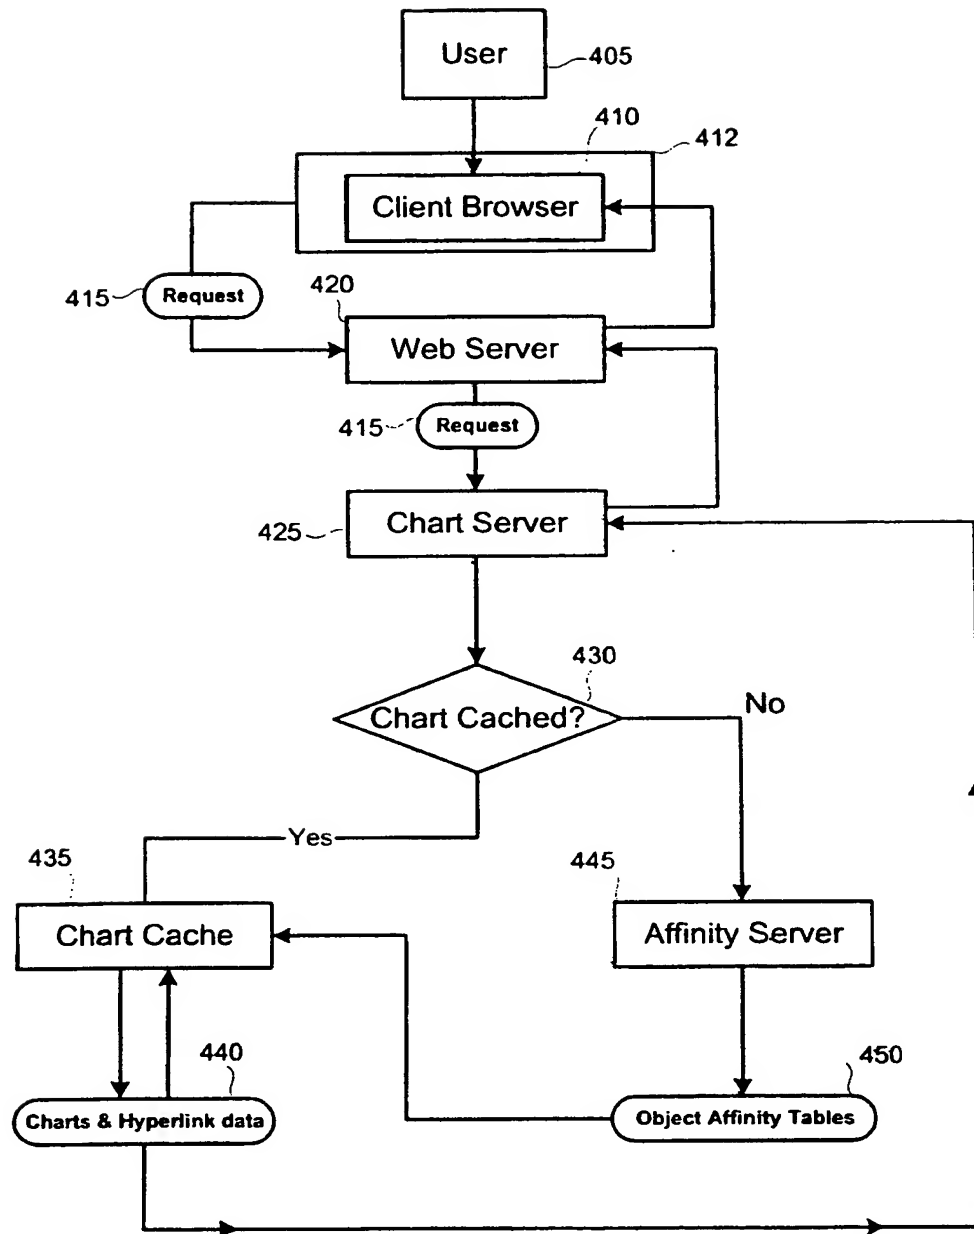 User
405
410
412
Client Browser
415
Request
420
Web Server
415
Request
425
Chart Server
430
Chart Cached?
No
Yes
435
Chart Cache
445
Affinity Server
440
Charts & Hyperlink data
450
Object Affinity Tables